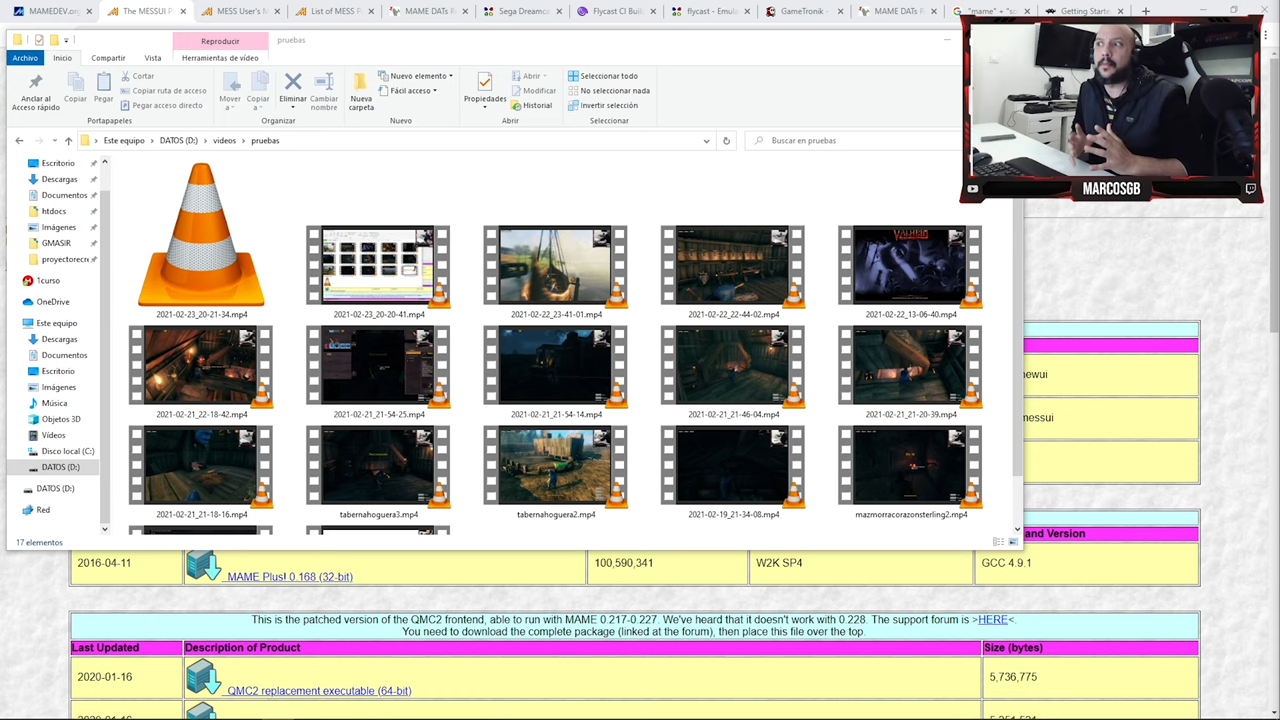 MAMEDEV.org
The MESSUI P
MESS User's M
List of MESS P
MAME DATs R
Sega Dreamco
Flycast CI Buil
flycast - Emula
GameTronik -
MAME DATs R
"mame" + "so
Getting Starte
Reproducir
pruebas
Archivo
Inicio
Compartir
Vista
Herramientas de vídeo
Anclar al
Acceso rápido
Copiar
Pegar
Cortar
Copiar ruta de acceso
Pegar acceso directo
Mover
a
Copiar
a
Eliminar
Cambiar
nombre
Nueva
carpeta
Nuevo elemento
Fácil acceso
Propiedades
Abrir
Modificar
Historial
Seleccionar todo
No seleccionar nada
Invertir selección
Portapapeles
Organizar
Nuevo
Abrir
Seleccionar
Este equipo
DATOS (D:)
videos
pruebas
Buscar en pruebas
MARCOSGB
Escritorio
Descargas
Documentos
htdocs
Imágenes
GMASIR
proyectorecre
1curso
OneDrive
Este equipo
Descargas
Documentos
Escritorio
Imágenes
Música
Objetos 3D
Vídeos
Disco local (C:)
DATOS (D:)
DATOS (D:)
Red
VALHEIM
2021-02-23_20-21-34.mp4
2021-02-23_20-20-41.mp4
2021-02-22_23-41-01.mp4
2021-02-22_22-44-02.mp4
2021-02-22_22-13-06-40.mp4
2021-02-21_22-18-42.mp4
2021-02-21_21-54-25.mp4
2021-02-21_21-54-14.mp4
2021-02-21_21-46-04.mp4
2021-02-21_21-20-39.mp4
2021-02-21_21-18-16.mp4
tabernahoguera3.mp4
tabernahoguera2.mp4
2021-02-19_21-34-08.mp4
mazmorracorazonsterling2.mp4
17 elementos
newui
messui
and Version
2016-04-11
MAME Plus! 0.168 (32-bit)
100,590,341
W2K SP4
GCC 4.9.1
This is the patched version of the QMC2 frontend, able to run with MAME 0.217-0.227. We've heard that it doesn't work with 0.228. The support forum is >HERE<.
You need to download the complete package (linked at the forum), then place this file over the top.
Last Updated
Description of Product
Size (bytes)
2020-01-16
QMC2 replacement executable (64-bit)
5,736,775